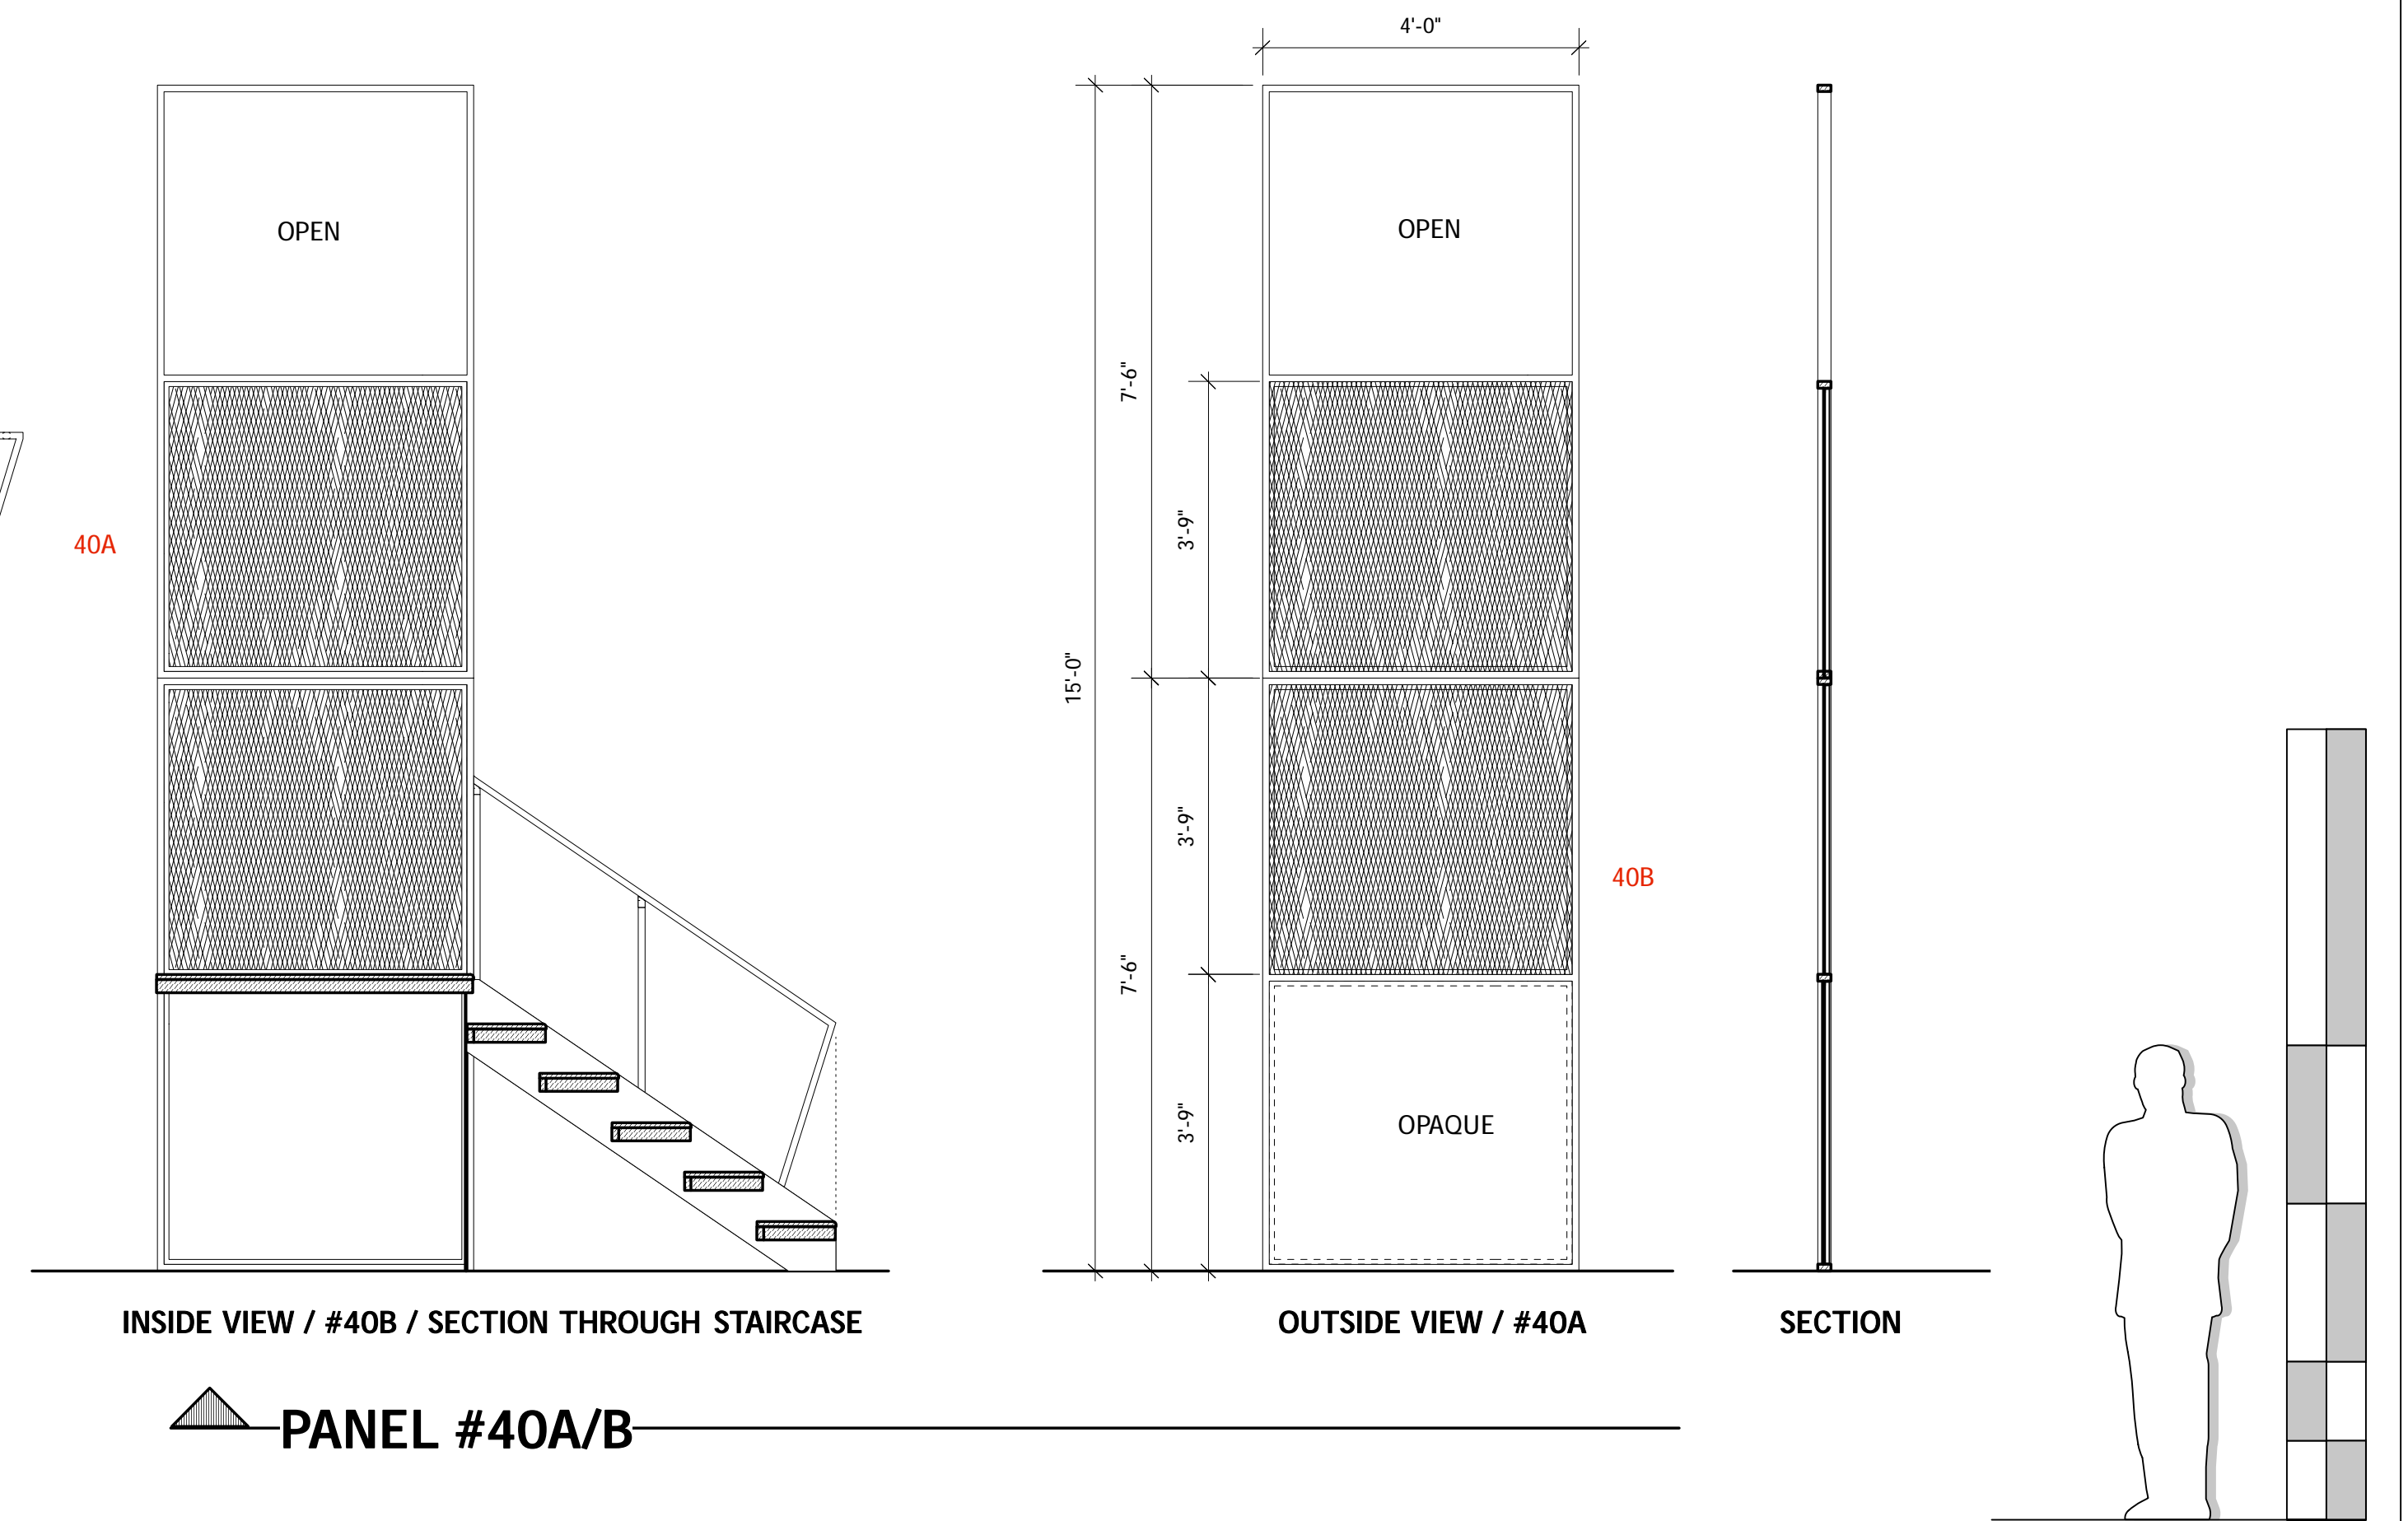 4'-0"
OPEN
OPEN
7'-6"
40A
3'-9"
15'-0"
3'-9"
40B
7'-6"
3'-9"
OPAQUE
INSIDE VIEW / #40B / SECTION THROUGH STAIRCASE
OUTSIDE VIEW / #40A
SECTION
PANEL #40A/B